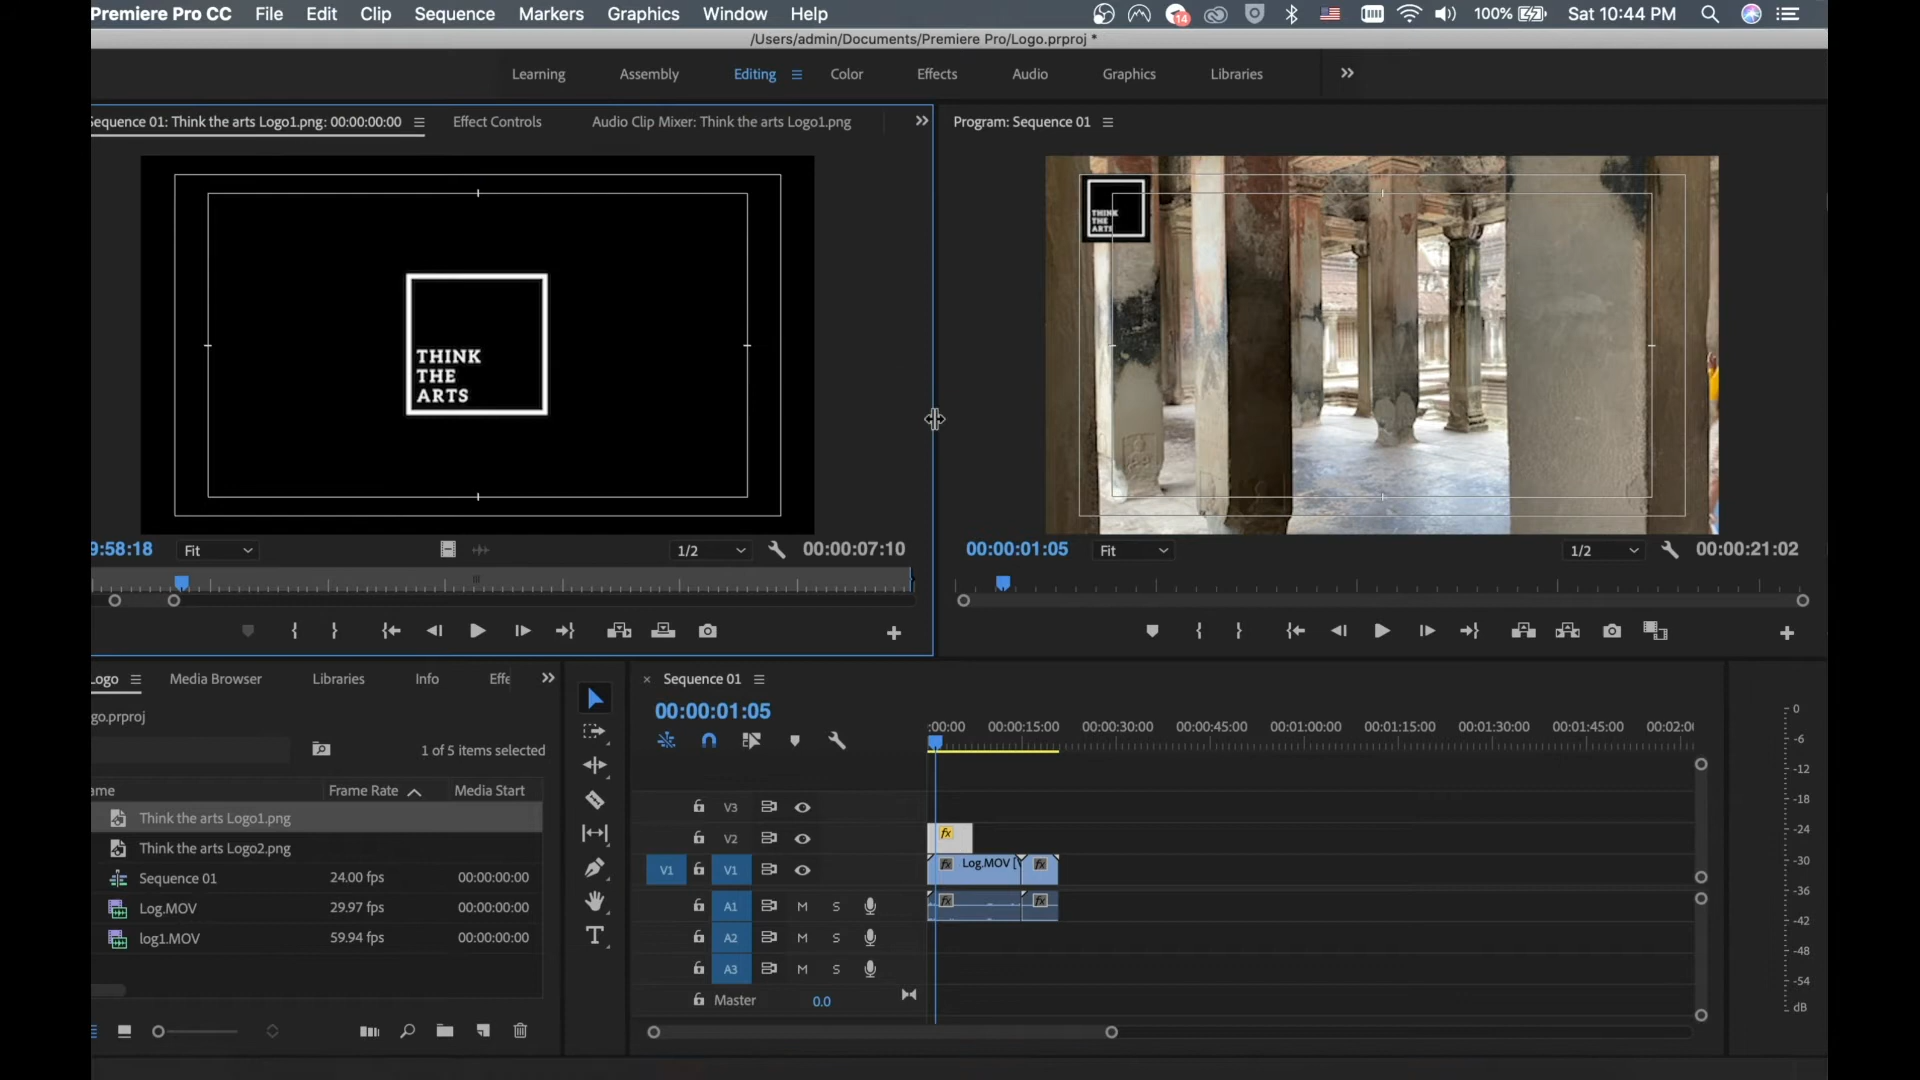 Premiere Pro CC File Edit Clip Sequence Markers Graphics Window Help 14 100% Sat 10:44 PM
/Users/admin/Documents/Premiere Pro/Logo.prproj *
Learning Assembly Editing Color Effects Audio Graphics Libraries
Sequence 01: Think the arts Logo1.png: 00:00:00:00 Effect Controls Audio Clip Mixer: Think the arts Logo1.png
Program: Sequence 01
THINK
THE
ARTS
THINK
THE
ARTS
9:58:18 Fit 1/2 00:00:07:10
00:00:01:05 Fit 1/2 00:00:21:02
Logo Media Browser Libraries Info Effe
go.prproj
1 of 5 items selected
ame Frame Rate Media Start
Think the arts Logo1.png
Think the arts Logo2.png
Sequence 01 24.00 fps 00:00:00:00
Log.MOV 29.97 fps 00:00:00:00
log1.MOV 59.94 fps 00:00:00:00
T
× Sequence 01
00:00:01:05
:00:00 00:00:15:00 00:00:30:00 00:00:45:00 00:01:00:00 00:01:15:00 00:01:30:00 00:01:45:00 00:02:0
V3
V2 fx
V1 V1 fx Log.MOV [V fx
A1 M S fx fx
A2 M S
A3 M S
Master 0.0
0
-6
-12
-18
-24
-30
-36
-42
-48
-54
dB